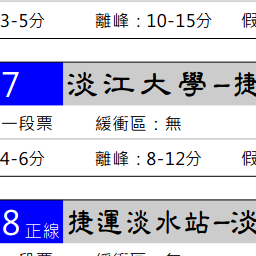 3-5分 離峰：10-15分 假
7 淡江大學-捷
一段票 緩衝區：無
4-6分 離峰：8-12分 假
8 正線 捷運淡水站-淡